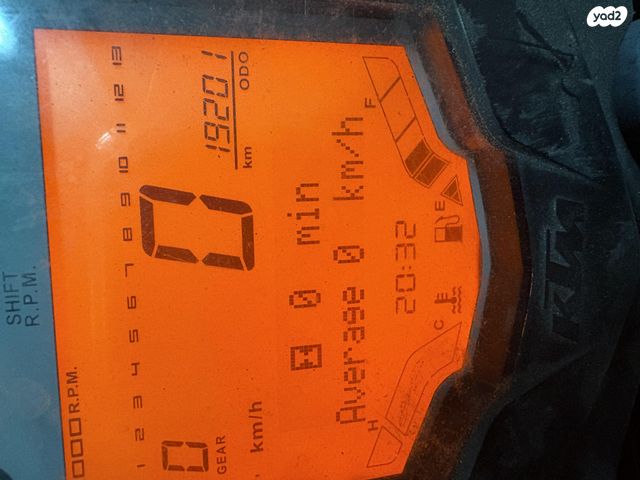 yad2
SHIFT
R.P.M.
000 R.P.M.
1 2 3 4 5 6 7 8 9 10 11 12 13
0
GEAR
0
km/h
19201
km ODO
H 0 min
Average 0 km/h
20:32
H C E F
KTM